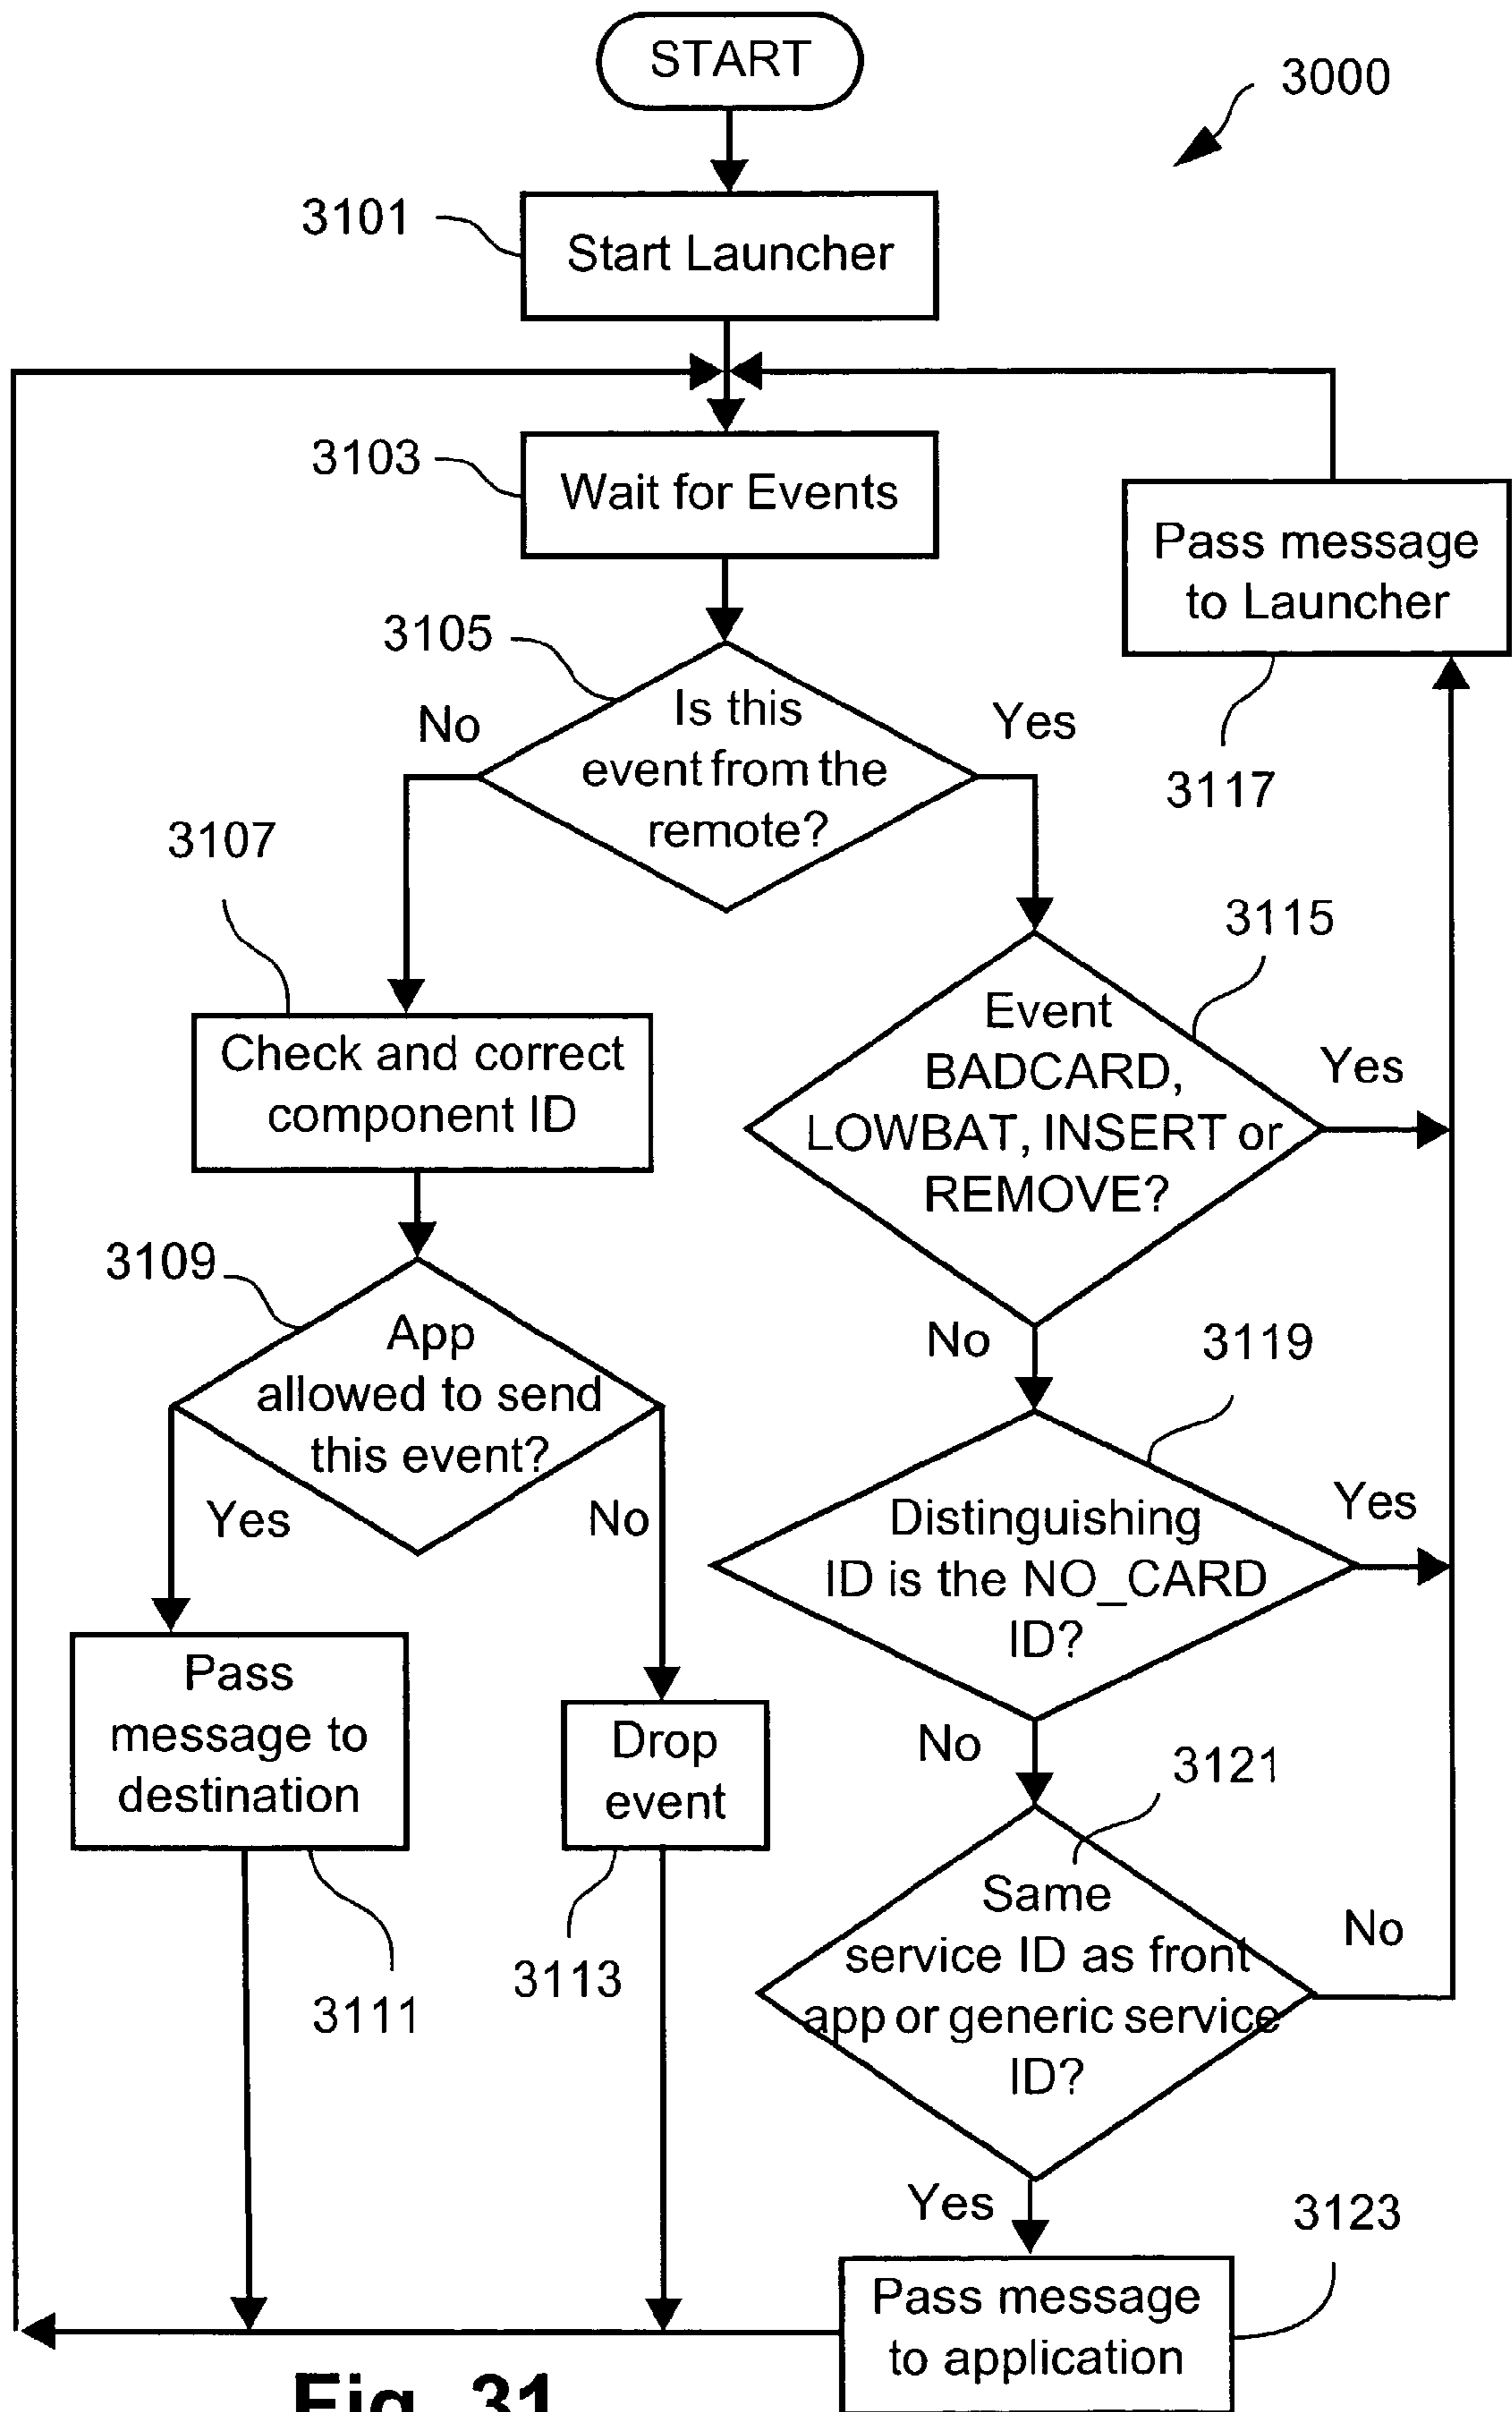 START
3000
3101
Start Launcher
3103
Wait for Events
Pass message
to Launcher
3117
3105
Is this
event from the
remote?
No
Yes
3107
Check and correct
component ID
3115
Event
BADCARD,
LOWBAT, INSERT or
REMOVE?
Yes
No
3109
App
allowed to send
this event?
Yes
No
3119
Distinguishing
ID is the NO_CARD
ID?
Yes
No
Pass
message to
destination
3111
Drop
event
3113
3121
Same
service ID as front
app or generic service
ID?
No
Yes
3123
Pass message
to application
Fig. 31